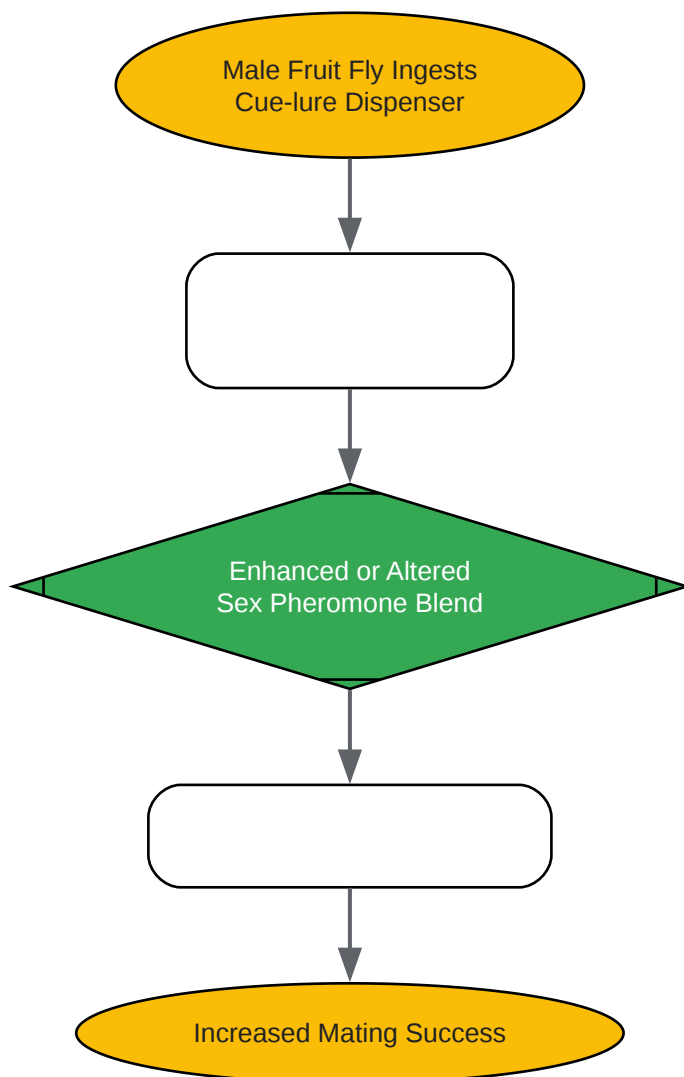 Male Fruit Fly Ingests
Cue-lure Dispenser
Enhanced or Altered
Sex Pheromone Blend
Increased Mating Success